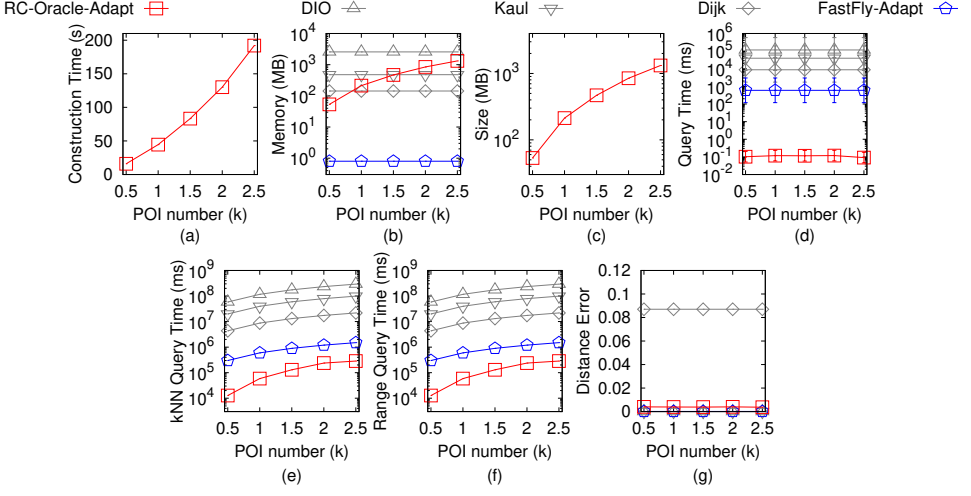 RC-Oracle-Adapt DIO Kaul Dijk FastFly-Adapt
Construction Time (s)
200
150
100
50
0
0.5 1 1.5 2 2.5
POI number (k)
(a)
Memory (MB)
10^4
10^3
10^2
10^1
10^0
0.5 1 1.5 2 2.5
POI number (k)
(b)
Size (MB)
10^3
10^2
0.5 1 1.5 2 2.5
POI number (k)
(c)
Query Time (ms)
10^6
10^5
10^4
10^3
10^2
10^1
10^0
10^-1
10^-2
0.5 1 1.5 2 2.5
POI number (k)
(d)
kNN Query Time (ms)
10^9
10^8
10^7
10^6
10^5
10^4
0.5 1 1.5 2 2.5
POI number (k)
(e)
Range Query Time (ms)
10^9
10^8
10^7
10^6
10^5
10^4
0.5 1 1.5 2 2.5
POI number (k)
(f)
Distance Error
0.12
0.1
0.08
0.06
0.04
0.02
0
0.5 1 1.5 2 2.5
POI number (k)
(g)